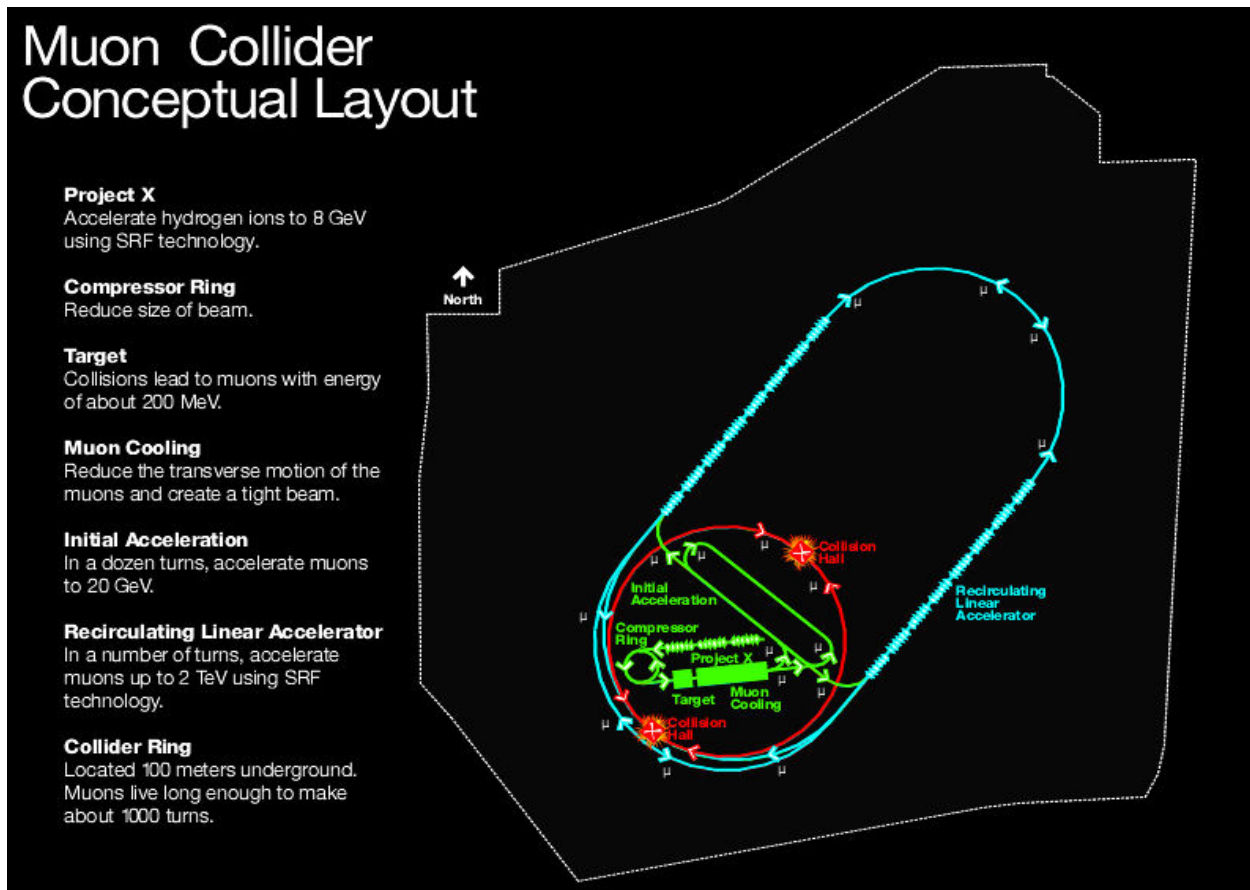 Muon Collider
Conceptual Layout
Project X
Accelerate hydrogen ions to 8 GeV
using SRF technology.
Compressor Ring
Reduce size of beam.
Target
Collisions lead to muons with energy
of about 200 MeV.
Muon Cooling
Reduce the transverse motion of the
muons and create a tight beam.
Initial Acceleration
In a dozen turns, accelerate muons
to 20 GeV.
Recirculating Linear Accelerator
In a number of turns, accelerate
muons up to 2 TeV using SRF
technology.
Collider Ring
Located 100 meters underground.
Muons live long enough to make
about 1000 turns.
North
μ
μ
μ
μ
μ
μ
μ
μ
Collision
Hall
μ
Initial
Acceleration
Recirculating
Linear
Accelerator
μ
Compressor
Ring
Project X
μ
μ
μ
Target
Muon
Cooling
μ
μ
Collision
Hall
μ
μ